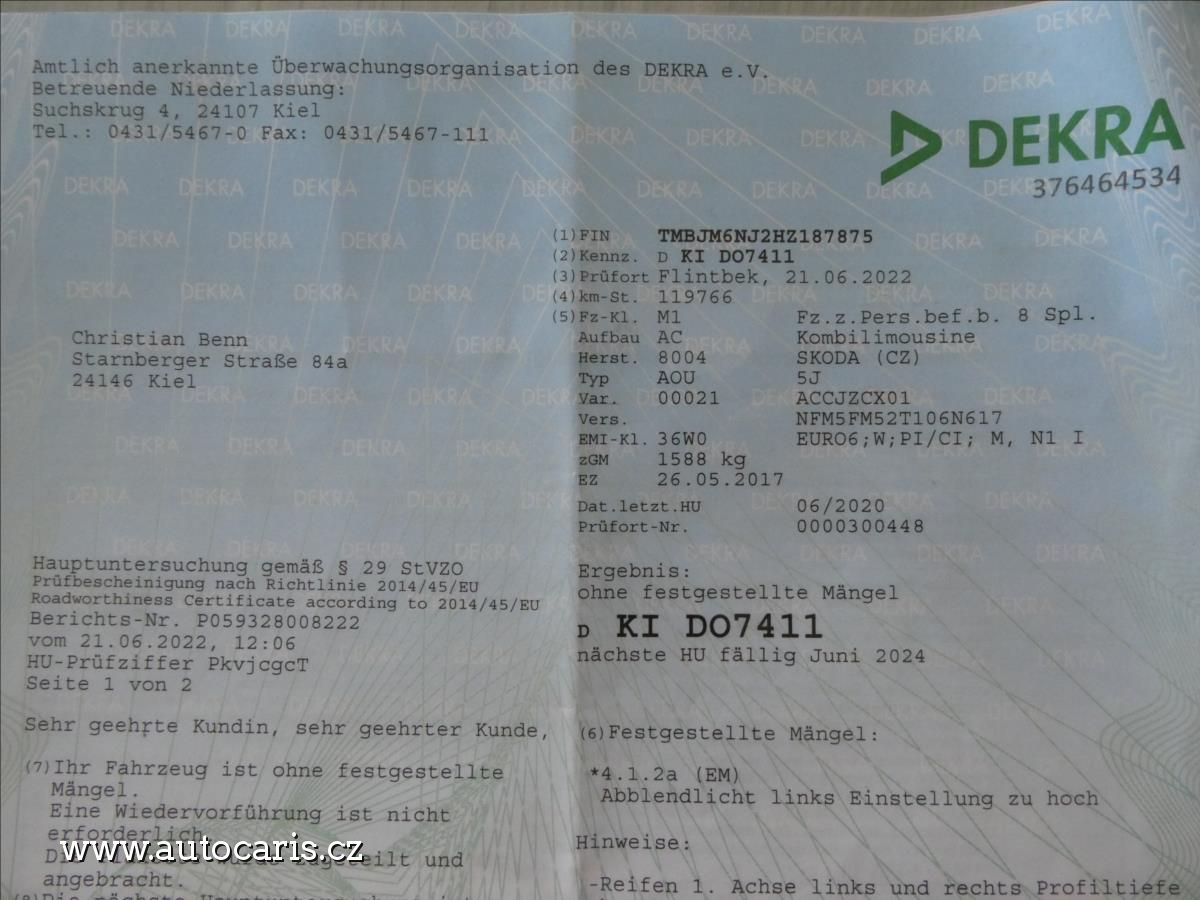 Amtlich anerkannte Überwachungsorganisation des DEKRA e.V.
Betreuende Niederlassung:
Suchskrug 4, 24107 Kiel
Tel.: 0431/5467-0 Fax: 0431/5467-111
DEKRA
376464534
(1) FIN TMBJM6NJ2HZ187875
(2) Kennz. D KI DO7411
(3) Prüfort Flintbek, 21.06.2022
(4) km-St. 119766
(5) Fz-Kl. M1 Fz.z.Pers.bef.b. 8 Spl.
Aufbau AC Kombilimousine
Herst. 8004 SKODA (CZ)
Typ AOU 5J
Var. 00021 ACCJZCX01
Vers. NFM5FM52T106N617
EMI-Kl. 36W0 EURO6;W;PI/CI; M, N1 I
zGM 1588 kg
EZ 26.05.2017
Dat.letzt.HU 06/2020
Prüfort-Nr. 0000300448
Christian Benn
Starnberger Straße 84a
24146 Kiel
Hauptuntersuchung gemäß § 29 StVZO
Prüfbescheinigung nach Richtlinie 2014/45/EU
Roadworthiness Certificate according to 2014/45/EU
Berichts-Nr. P059328008222
vom 21.06.2022, 12:06
HU-Prüfziffer PkvjcgcT
Seite 1 von 2
Ergebnis:
ohne festgestellte Mängel
D KI DO7411
nächste HU fällig Juni 2024
Sehr geehrte Kundin, sehr geehrter Kunde,
(7) Ihr Fahrzeug ist ohne festgestellte
Mängel.
Eine Wiedervorführung ist nicht
erforderlich.
zugeteilt und
angebracht.
(6) Festgestellte Mängel:
*4.1.2a (EM)
Abblendlicht links Einstellung zu hoch
Hinweise:
-Reifen 1. Achse links und rechts Profiltiefe
www.autocaris.cz